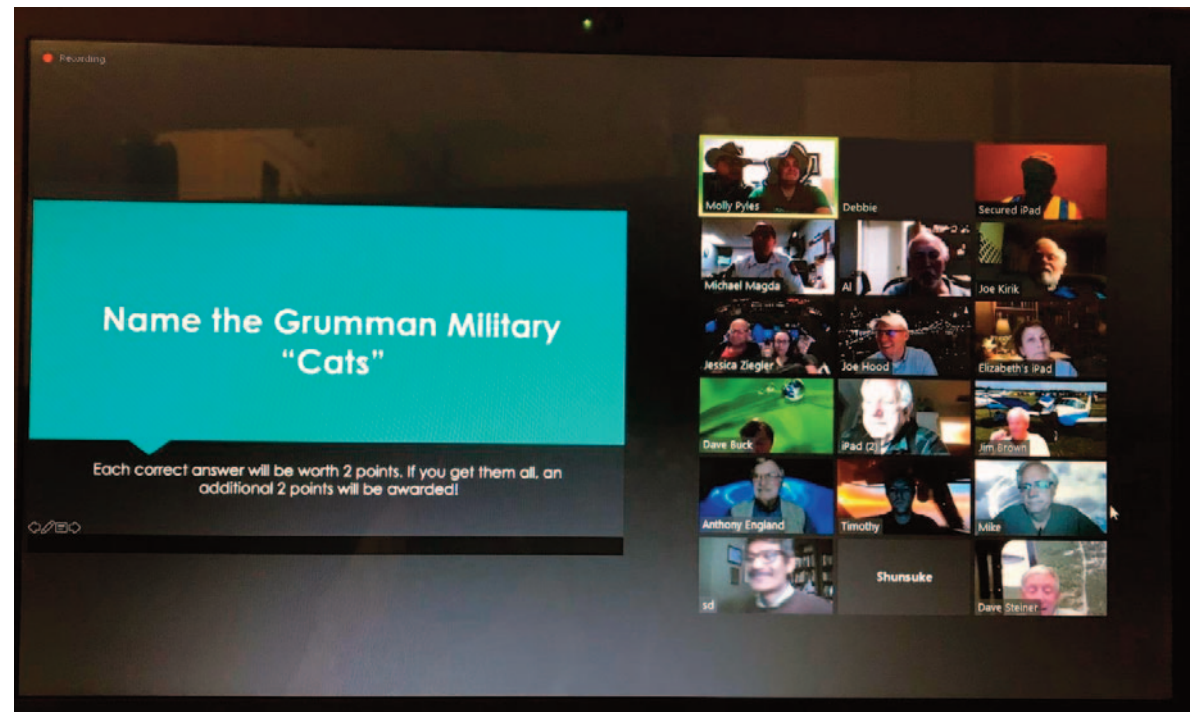 Recording
Name the Grumman Military
“Cats”
Each correct answer will be worth 2 points. If you get them all, an
additional 2 points will be awarded!
Molly Pyles
Debbie
Secured iPad
Michael Magda
Al
Joe Kirik
Jessica Ziegler
Joe Hood
Elizabeth's iPad
Dave Buck
iPad (2)
Jim Brown
Anthony England
Timothy
Mike
sd
Shunsuke
Dave Steiner